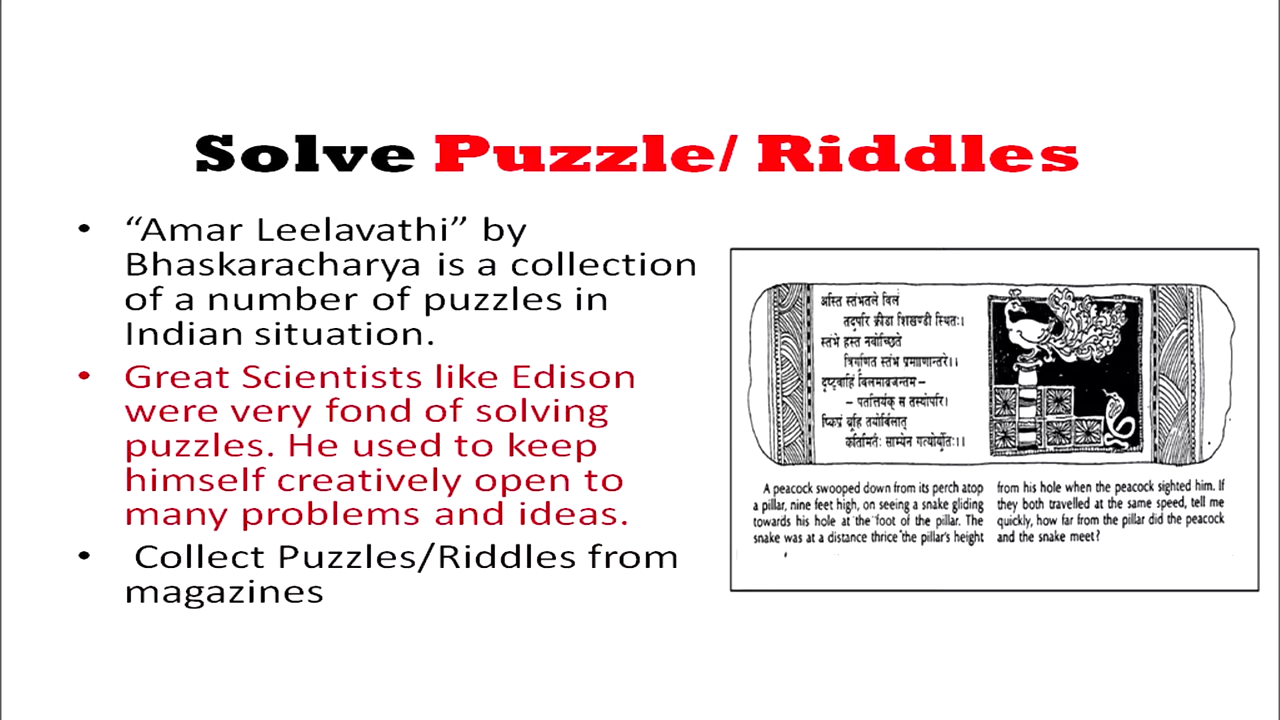 Solve Puzzle/ Riddles
• “Amar Leelavathi” by
Bhaskaracharya is a collection
of a number of puzzles in
Indian situation.
• Great Scientists like Edison
were very fond of solving
puzzles. He used to keep
himself creatively open to
many problems and ideas.
• Collect Puzzles/Riddles from
magazines
अस्ति स्तंभतले बिलं
तदुपरि क्रीडा शिखण्डी स्थितः।
स्तंभे हस्त नवोच्छिते
त्रिगुणित स्तंभ प्रमाणान्तरे।।
दृष्ट्वाहिं बिलमाव्रजन्तम –
स तस्योपरि।
तयोर्बिलात्
साम्येन
A peacock swooped down from its perch atop
a pillar, nine feet high, on seeing a snake gliding
towards his hole at the foot of the pillar. The
snake was at a distance thrice the pillar's height
from his hole when the peacock sighted him. If
they both travelled at the same speed, tell me
quickly, how far from the pillar did the peacock
and the snake meet?